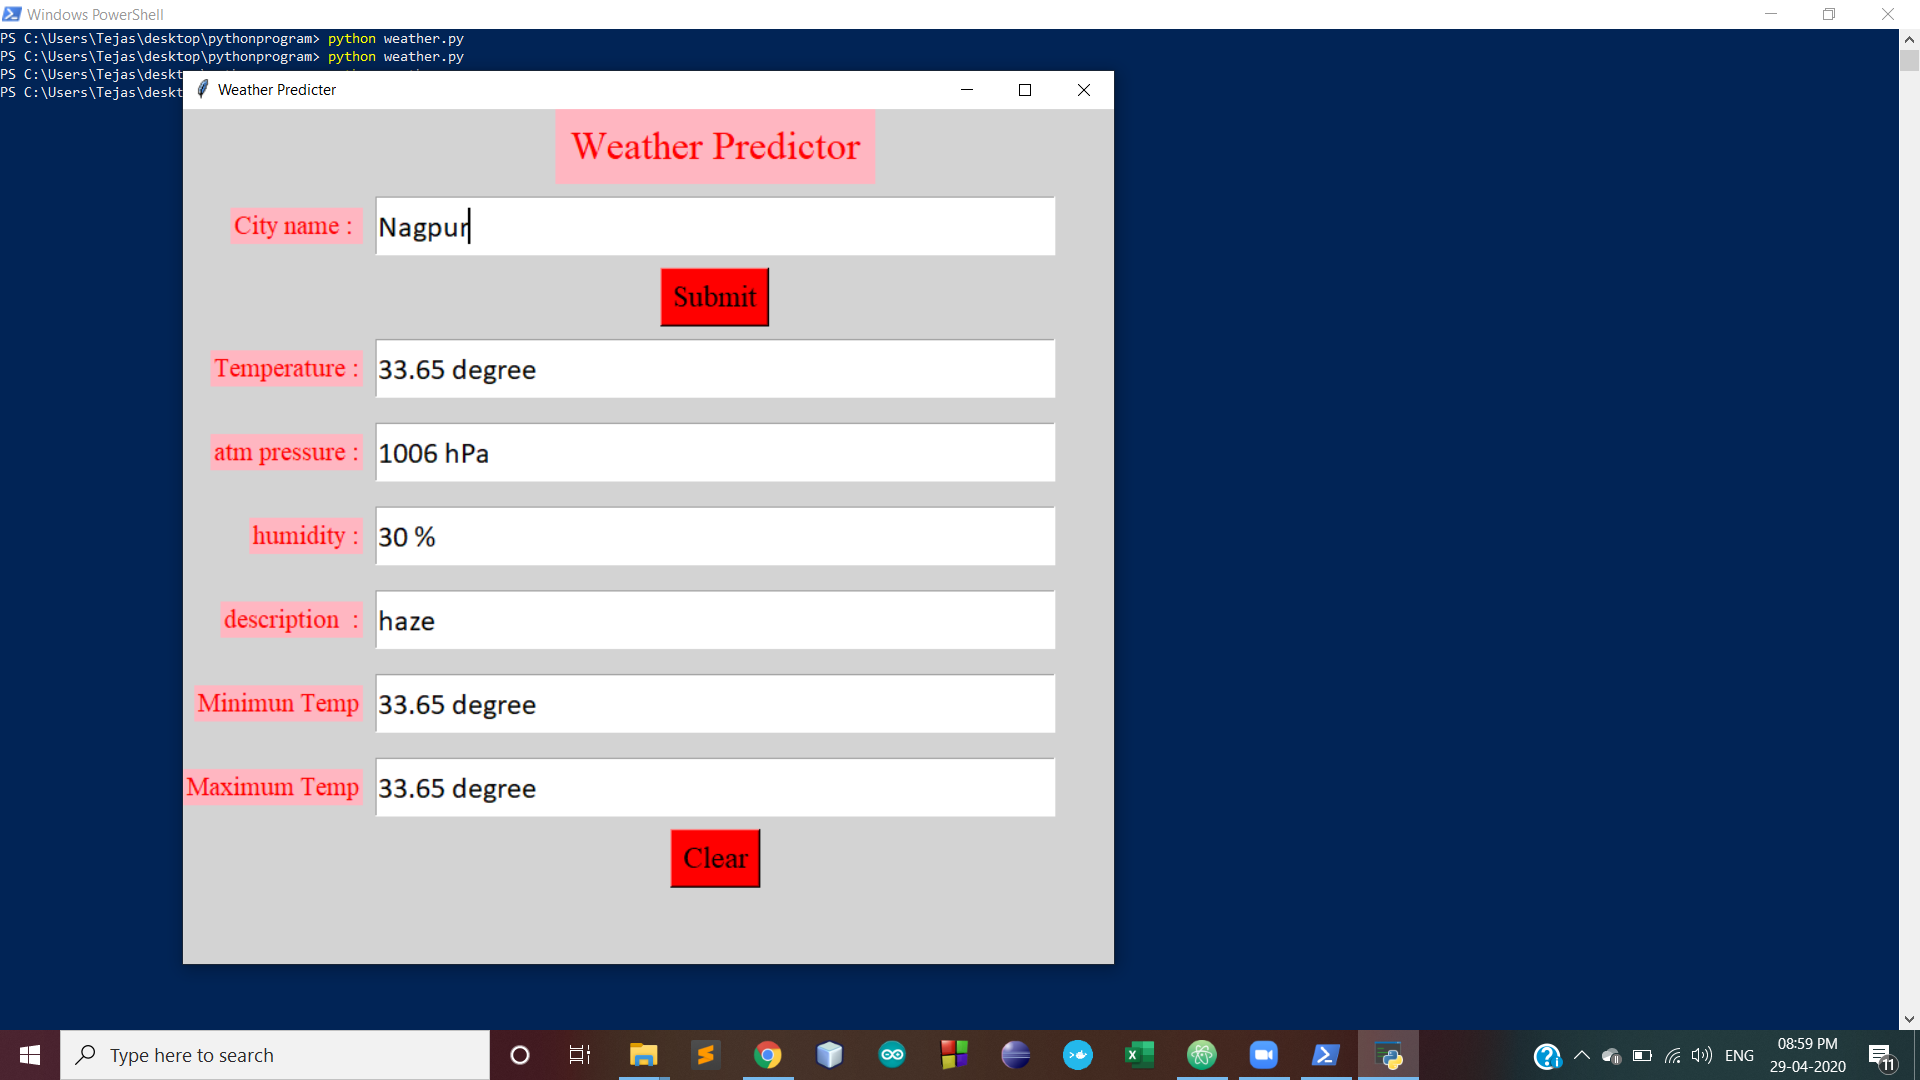 Windows PowerShell
PS C:\Users\Tejas\desktop\pythonprogram> python weather.py
PS C:\Users\Tejas\desktop\pythonprogram> python weather.py
PS C:\Users\Tejas\deskt
PS C:\Users\Tejas\deskt
Weather Predicter
Weather Predictor
City name : Nagpur
Submit
Temperature : 33.65 degree
atm pressure : 1006 hPa
humidity : 30 %
description : haze
Minimun Temp 33.65 degree
Maximum Temp 33.65 degree
Clear
Type here to search
ENG
08:59 PM
29-04-2020
11